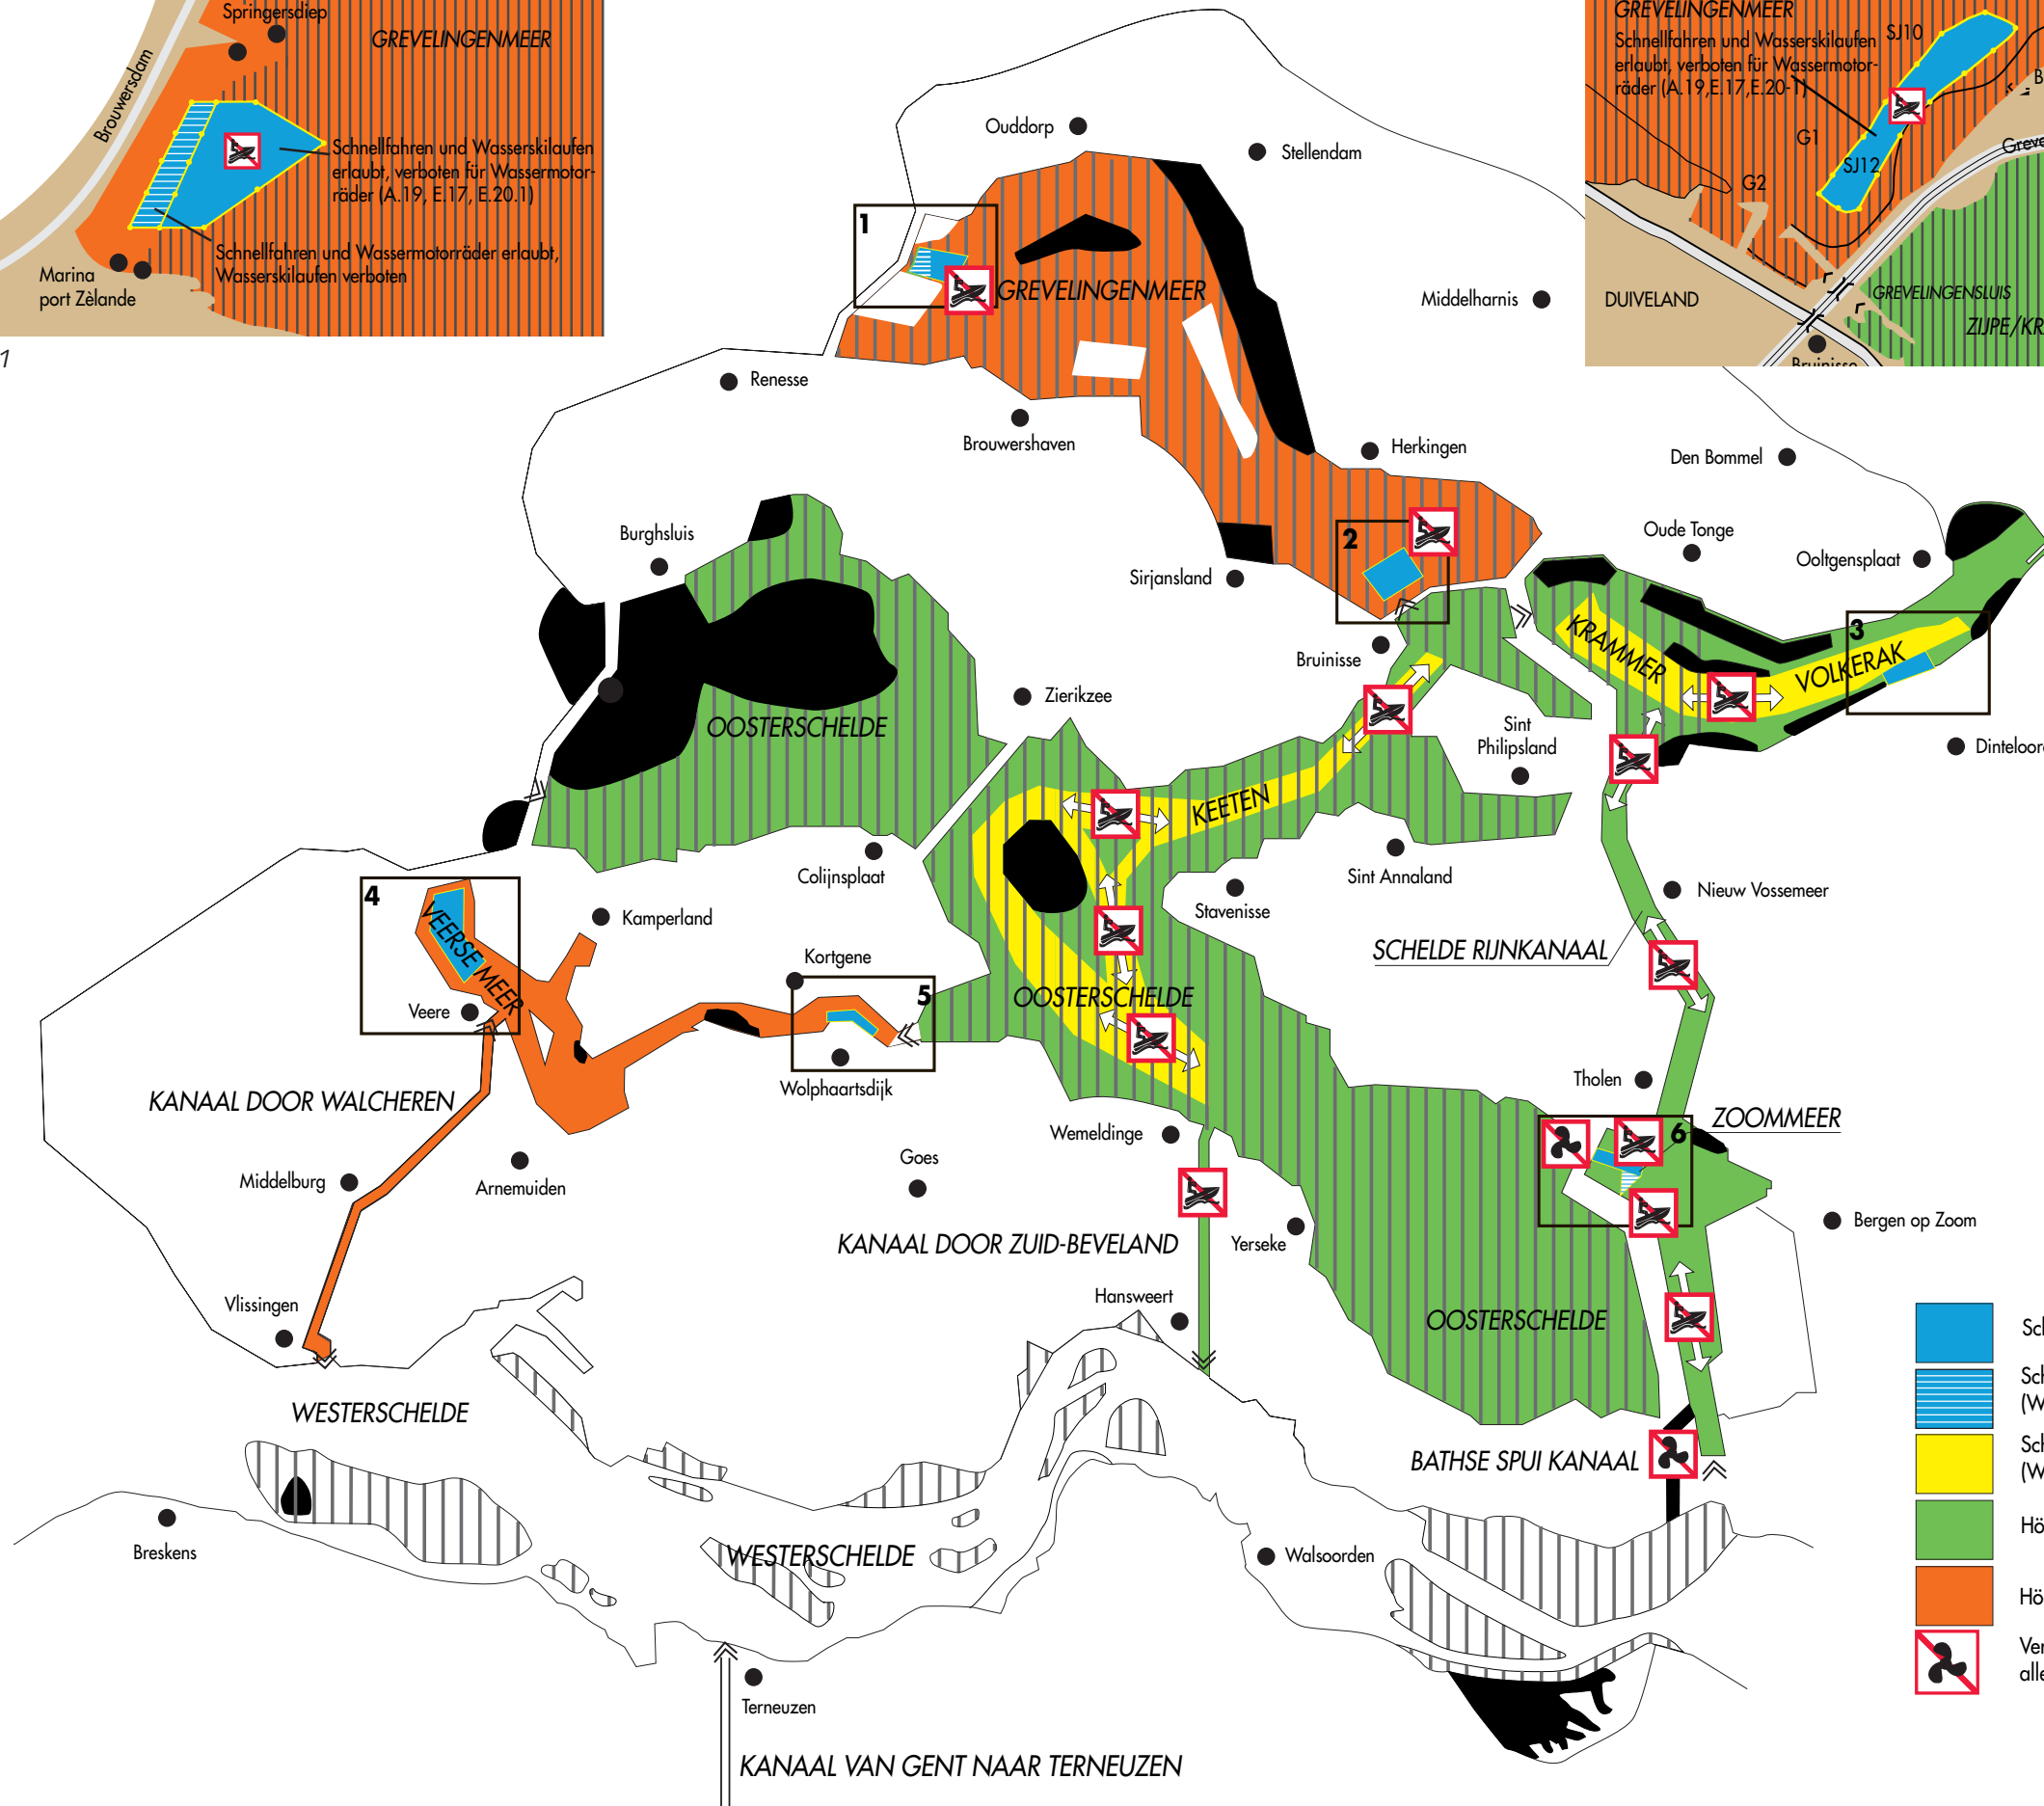 Springersdiep
GREVELINGENMEER
Brouwersdam
Schnellfahren und Wasserskilaufen
erlaubt, verboten für Wassermotor-
räder (A.19, E.17, E.20.1)
Schnellfahren und Wassermotorräder erlaubt,
Wasserskilaufen verboten
Marina
port Zèlande
1
GREVELINGENMEER
Schnellfahren und Wasserskilaufen
erlaubt, verboten für Wassermotor-
räder (A.19,E.17,E.20-1)
SJ10
G1
SJ12
G2
DUIVELAND
GREVELINGENSLUIS
Bruinisse
Ouddorp
Stellendam
1
GREVELINGENMEER
Middelharnis
Renesse
Brouwershaven
Herkingen
Den Bommel
Burghsluis
2
Oude Tonge
Ooltgensplaat
Sirjansland
Bruinisse
KRAMMER
VOLKERAK
3
Zierikzee
OOSTERSCHELDE
Sint
Philipsland
KEETEN
Colijnsplaat
Sint Annaland
Stavenisse
Nieuw Vossemeer
4
VEERSE MEER
Kamperland
Kortgene
SCHELDE RIJNKANAAL
5
OOSTERSCHELDE
Veere
Wolphaartsdijk
Tholen
KANAAL DOOR WALCHEREN
ZOOMMEER
6
Wemeldinge
Goes
Middelburg
Arnemuiden
Bergen op Zoom
KANAAL DOOR ZUID-BEVELAND
Yerseke
Hansweert
Vlissingen
OOSTERSCHELDE
WESTERSCHELDE
BATHSE SPUI KANAAL
Breskens
WESTERSCHELDE
Walsoorden
Terneuzen
KANAAL VAN GENT NAAR TERNEUZEN